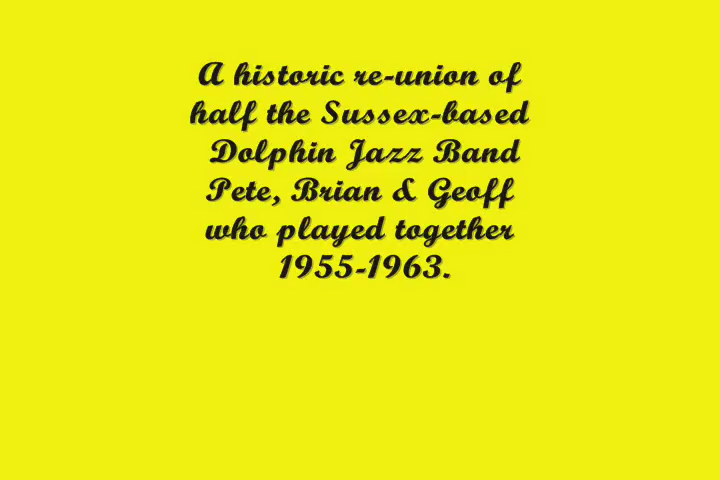 A historic re-union of
half the Sussex-based
Dolphin Jazz Band
Pete, Brian & Geoff
who played together
1955-1963.